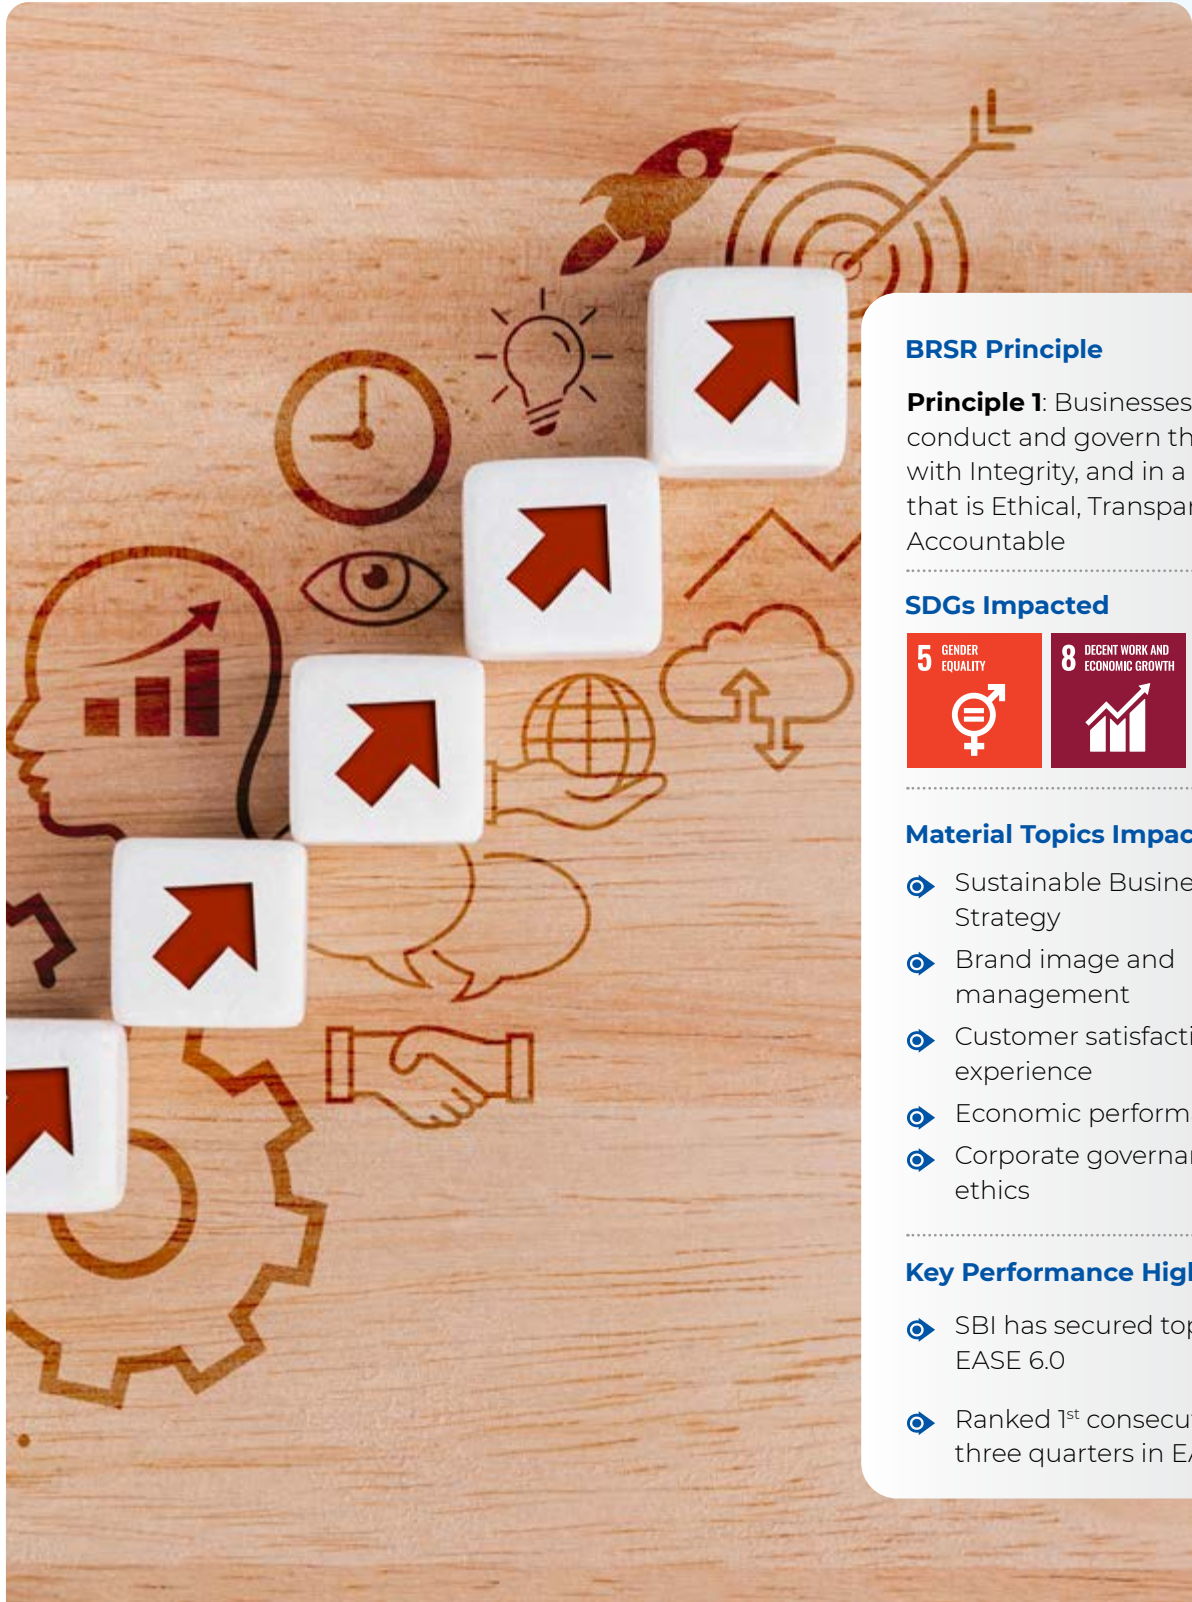 BRSR Principle
Principle 1: Businesses
conduct and govern th
with Integrity, and in a
that is Ethical, Transpar
Accountable
SDGs Impacted
5 GENDER
EQUALITY
8 DECENT WORK AND
ECONOMIC GROWTH
Material Topics Impac
Sustainable Busine
Strategy
Brand image and
management
Customer satisfacti
experience
Economic perform
Corporate governa
ethics
Key Performance High
SBI has secured top
EASE 6.0
Ranked 1st consecu
three quarters in EA